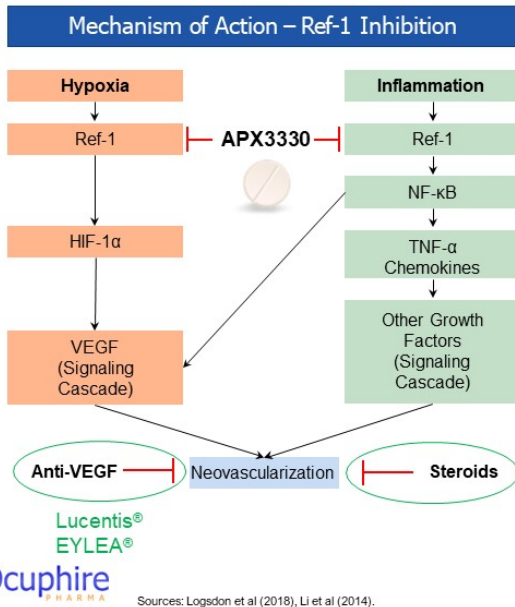 Mechanism of Action – Ref-1 Inhibition
Hypoxia
Inflammation
Ref-1
APX3330
Ref-1
NF-κB
HIF-1α
TNF-α
Chemokines
VEGF
(Signaling
Cascade)
Other Growth
Factors
(Signaling
Cascade)
Anti-VEGF
Neovascularization
Steroids
Lucentis®
EYLEA®
Ocuphire
PHARMA
Sources: Logsdon et al (2018), Li et al (2014).